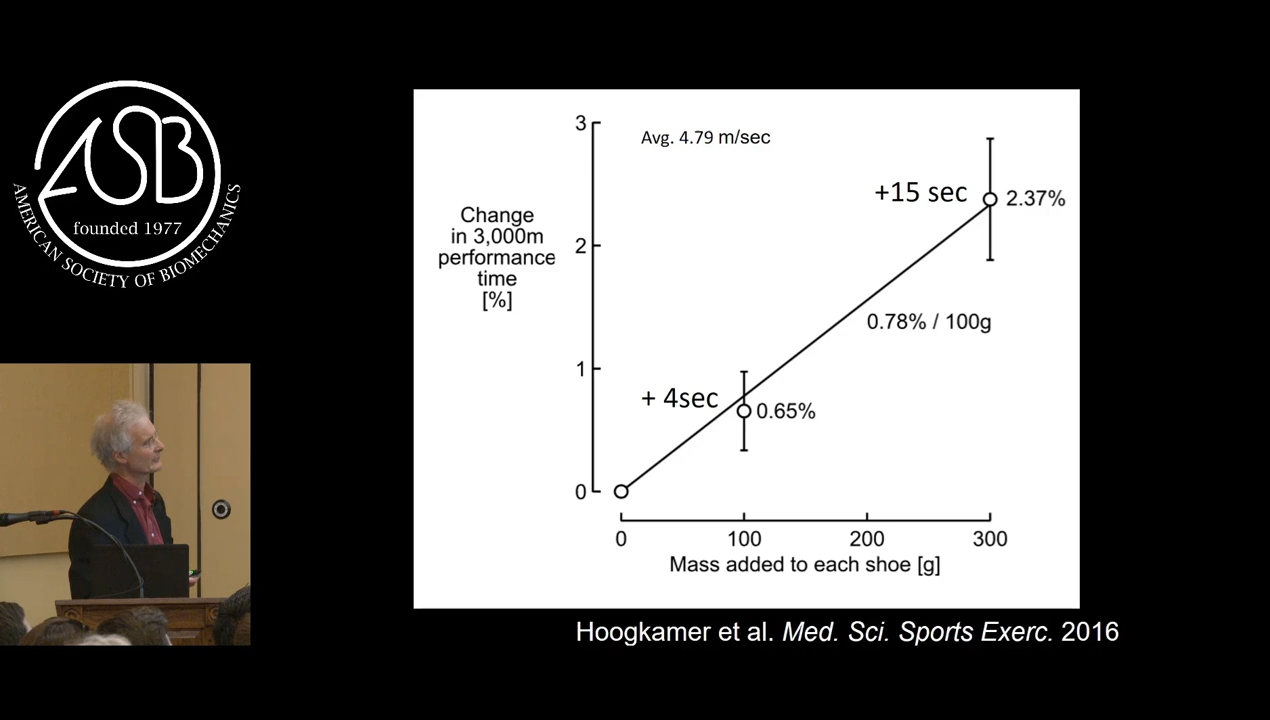 ASB
founded 1977
AMERICAN SOCIETY OF BIOMECHANICS
Avg. 4.79 m/sec
Change
in 3,000m
performance
time
[%]
3
2
1
0
+15 sec
2.37%
0.78% / 100g
+ 4sec
0.65%
0 100 200 300
Mass added to each shoe [g]
Hoogkamer et al. Med. Sci. Sports Exerc. 2016